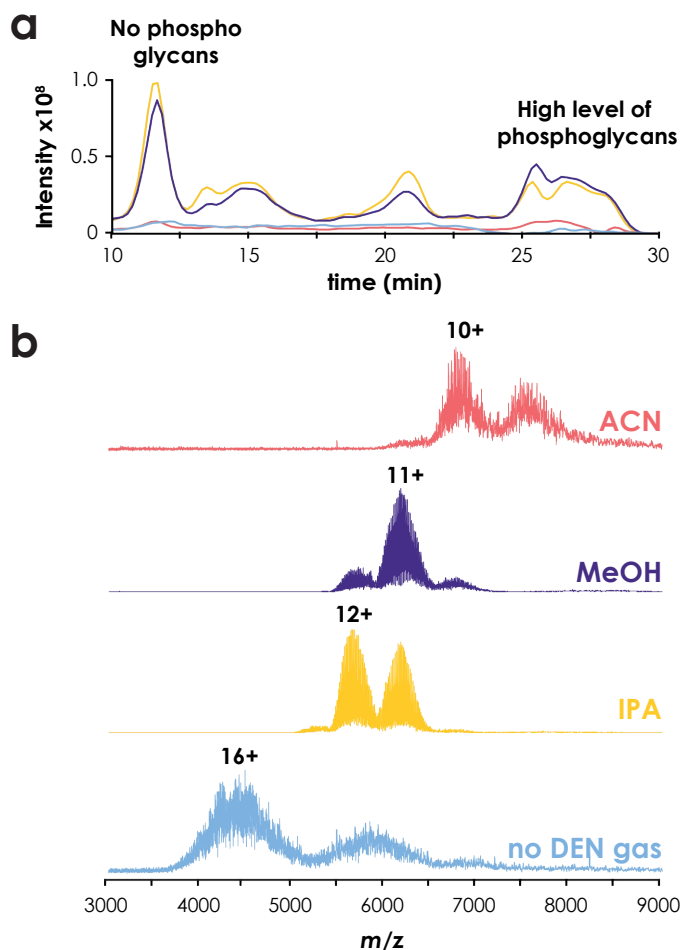 a
No phospho
glycans
High level of
phosphoglycans
Intensity x10⁸
1.0
0.5
0
10
15
20
25
30
time (min)
b
10+
ACN
11+
MeOH
12+
IPA
16+
no DEN gas
3000
4000
5000
6000
7000
8000
9000
m/z